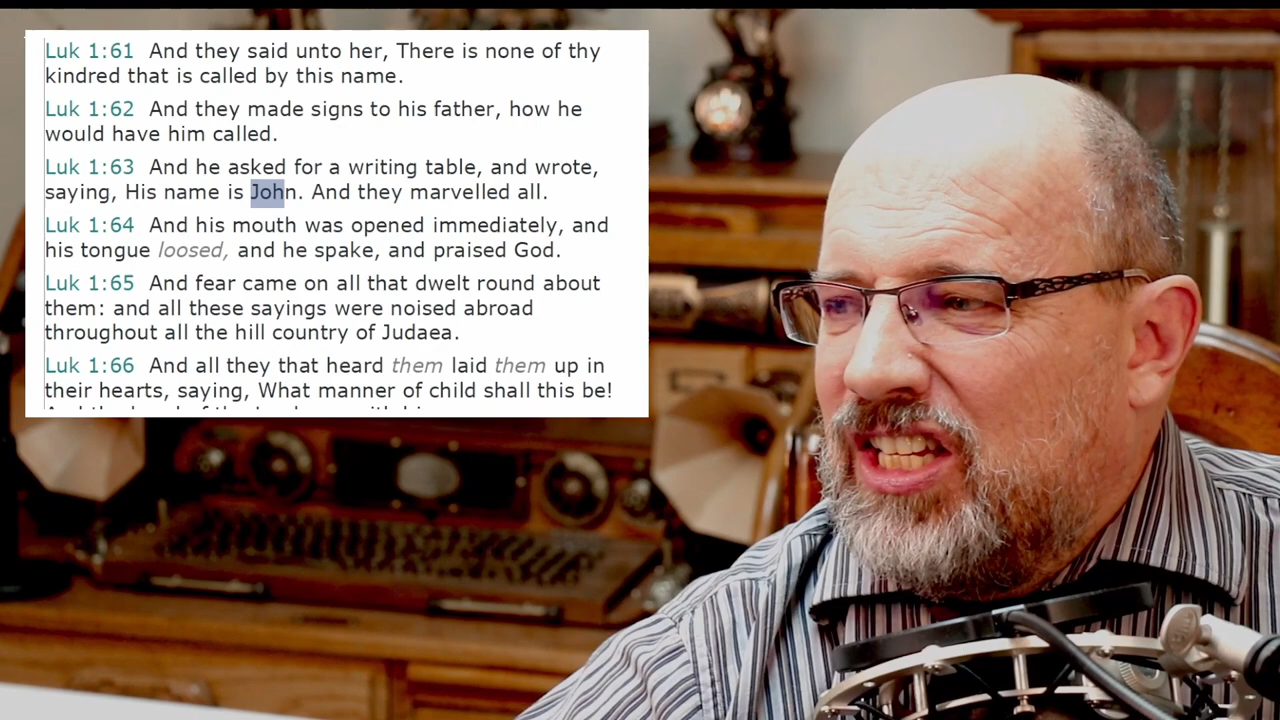 Luk 1:61 And they said unto her, There is none of thy
kindred that is called by this name.
Luk 1:62 And they made signs to his father, how he
would have him called.
Luk 1:63 And he asked for a writing table, and wrote,
saying, His name is John. And they marvelled all.
Luk 1:64 And his mouth was opened immediately, and
his tongue loosed, and he spake, and praised God.
Luk 1:65 And fear came on all that dwelt round about
them: and all these sayings were noised abroad
throughout all the hill country of Judaea.
Luk 1:66 And all they that heard them laid them up in
their hearts, saying, What manner of child shall this be!